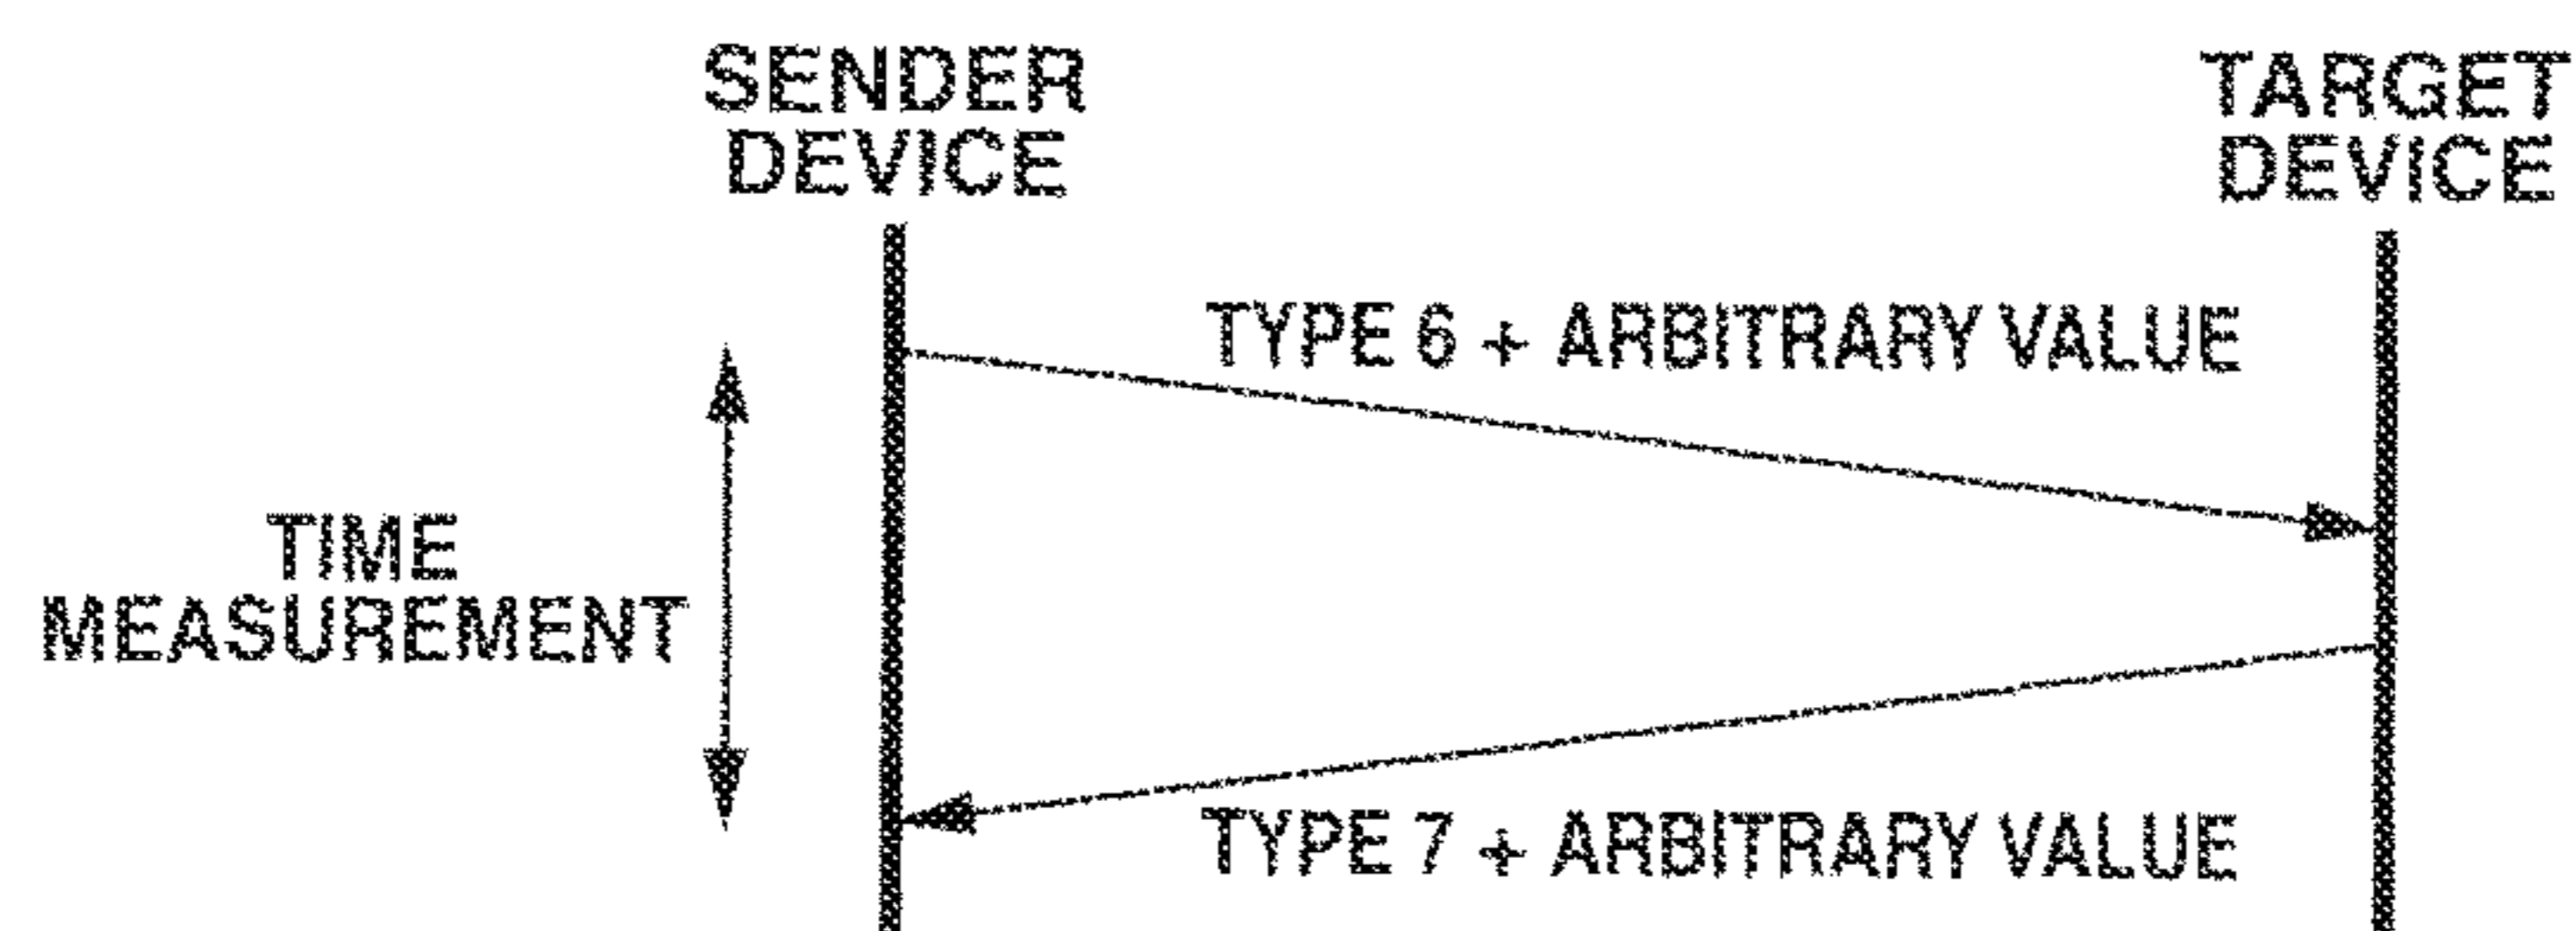 SENDER
DEVICE
TARGET
DEVICE
TYPE 6 + ARBITRARY VALUE
TIME
MEASUREMENT
TYPE 7 + ARBITRARY VALUE